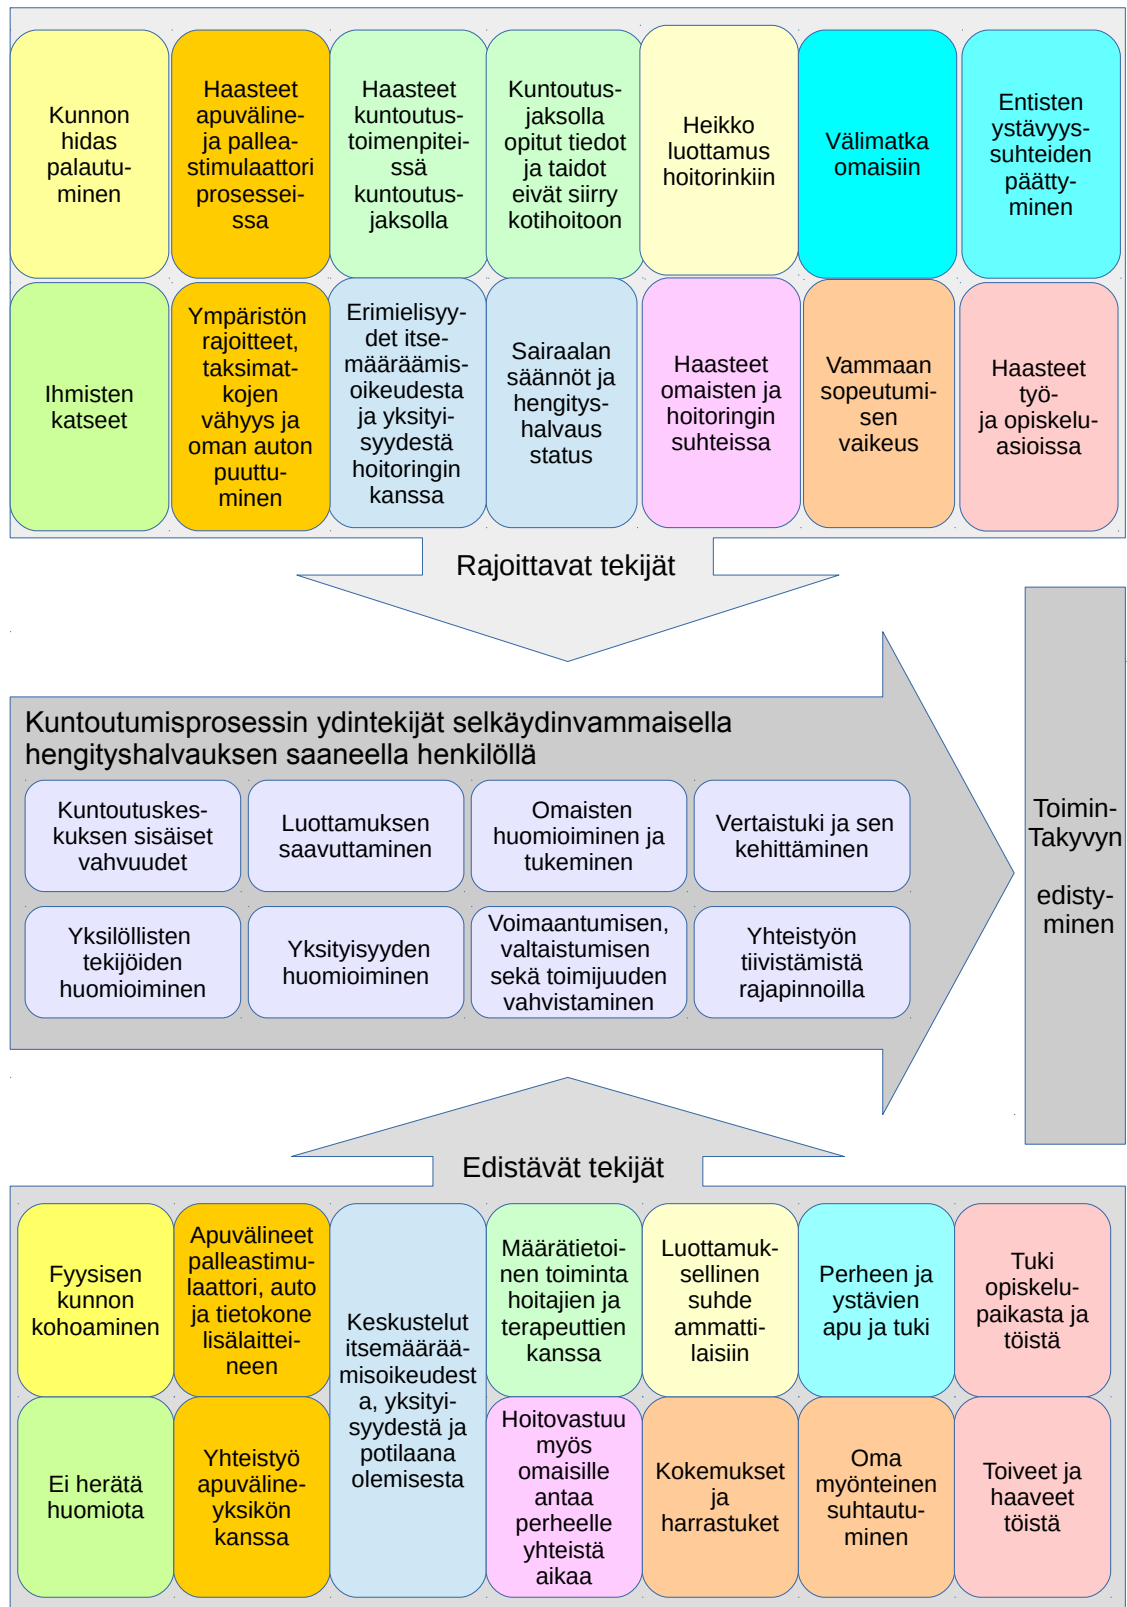 Kunnon
hidas
palautu-
minen
Haasteet
apuväline-
ja pallea-
stimulaattori
prosessei-
ssa
Haasteet
kuntoutus-
toimenpitei-
ssä
kuntoutus-
jaksolla
Kuntoutus-
jaksolla
opitut tiedot
ja taidot
eivät siirry
kotihoitoon
Heikko
luottamus
hoitorinkiin
Välimatka
omaisiin
Entisten
ystävyys-
suhteiden
päätty-
minen
Ihmisten
katseet
Ympäristön
rajoitteet,
taksimat-
kojen
vähyys ja
oman auton
puuttu-
minen
Erimielisyy-
det itse-
määräämis-
oikeudesta
ja yksityi-
syydestä
hoitoringin
kanssa
Sairaalan
säännöt ja
hengitys-
halvaus
status
Haasteet
omaisten ja
hoitoringin
suhteissa
Vammaan
sopeutumi-
sen
vaikeus
Haasteet
työ-
ja opiskelu-
asioissa
Rajoittavat tekijät
Kuntoutumisprosessin ydintekijät selkäydinvammaisella
hengityshalvauksen saaneella henkilöllä
Kuntoutuskes-
kuksen sisäiset
vahvuudet
Luottamuksen
saavuttaminen
Omaisten
huomioiminen ja
tukeminen
Vertaistuki ja sen
kehittäminen
Yksilöllisten
tekijöiden
huomioiminen
Yksityisyyden
huomioiminen
Voimaantumisen,
valtaistumisen
sekä toimijuuden
vahvistaminen
Yhteistyön
tiivistämistä
rajapinnoilla
Toimin-
Takyvyn
edisty-
minen
Edistävät tekijät
Fyysisen
kunnon
kohoaminen
Apuvälineet
palleastimu-
laattori, auto
ja tietokone
lisälaittei-
neen
Keskustelut
itsemäärää-
misoikeudest
a, yksityi-
syydestä ja
potilaana
olemisesta
Määrätietoi-
nen toiminta
hoitajien ja
terapeuttien
kanssa
Luottamuk-
sellinen
suhde
ammatti-
laisiin
Perheen ja
ystävien
apu ja tuki
Tuki
opiskelu-
paikasta ja
töistä
Ei herätä
huomiota
Yhteistyö
apuväline-
yksikön
kanssa
Hoitovastuu
myös
omaisille
antaa
perheelle
yhteistä
aikaa
Kokemukset
ja
harrastuket
Oma
myönteinen
suhtautu-
minen
Toiveet ja
haaveet
töistä